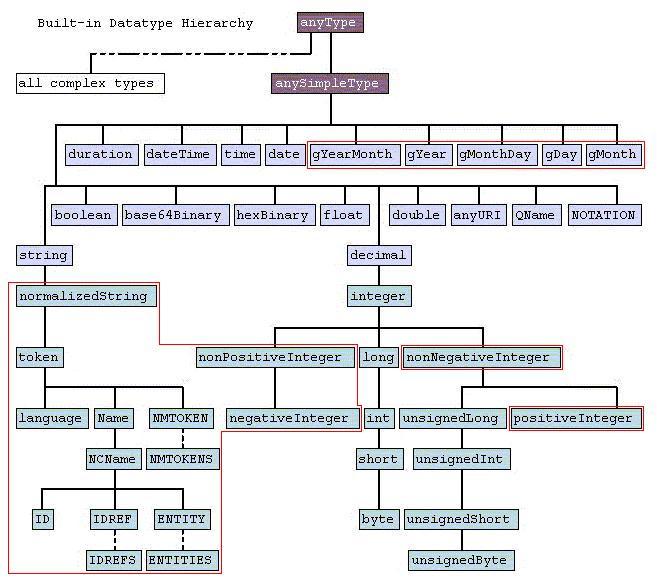 Built-in Datatype Hierarchy
anyType
all complex types
anySimpleType
duration
dateTime
time
date
gYearMonth
gYear
gMonthDay
gDay
gMonth
boolean
base64Binary
hexBinary
float
double
anyURI
QName
NOTATION
string
decimal
normalizedString
integer
token
nonPositiveInteger
long
nonNegativeInteger
language
Name
NMTOKEN
negativeInteger
int
unsignedLong
positiveInteger
NCName
NMTOKENS
short
unsignedInt
ID
IDREF
ENTITY
byte
unsignedShort
IDREFS
ENTITIES
unsignedByte